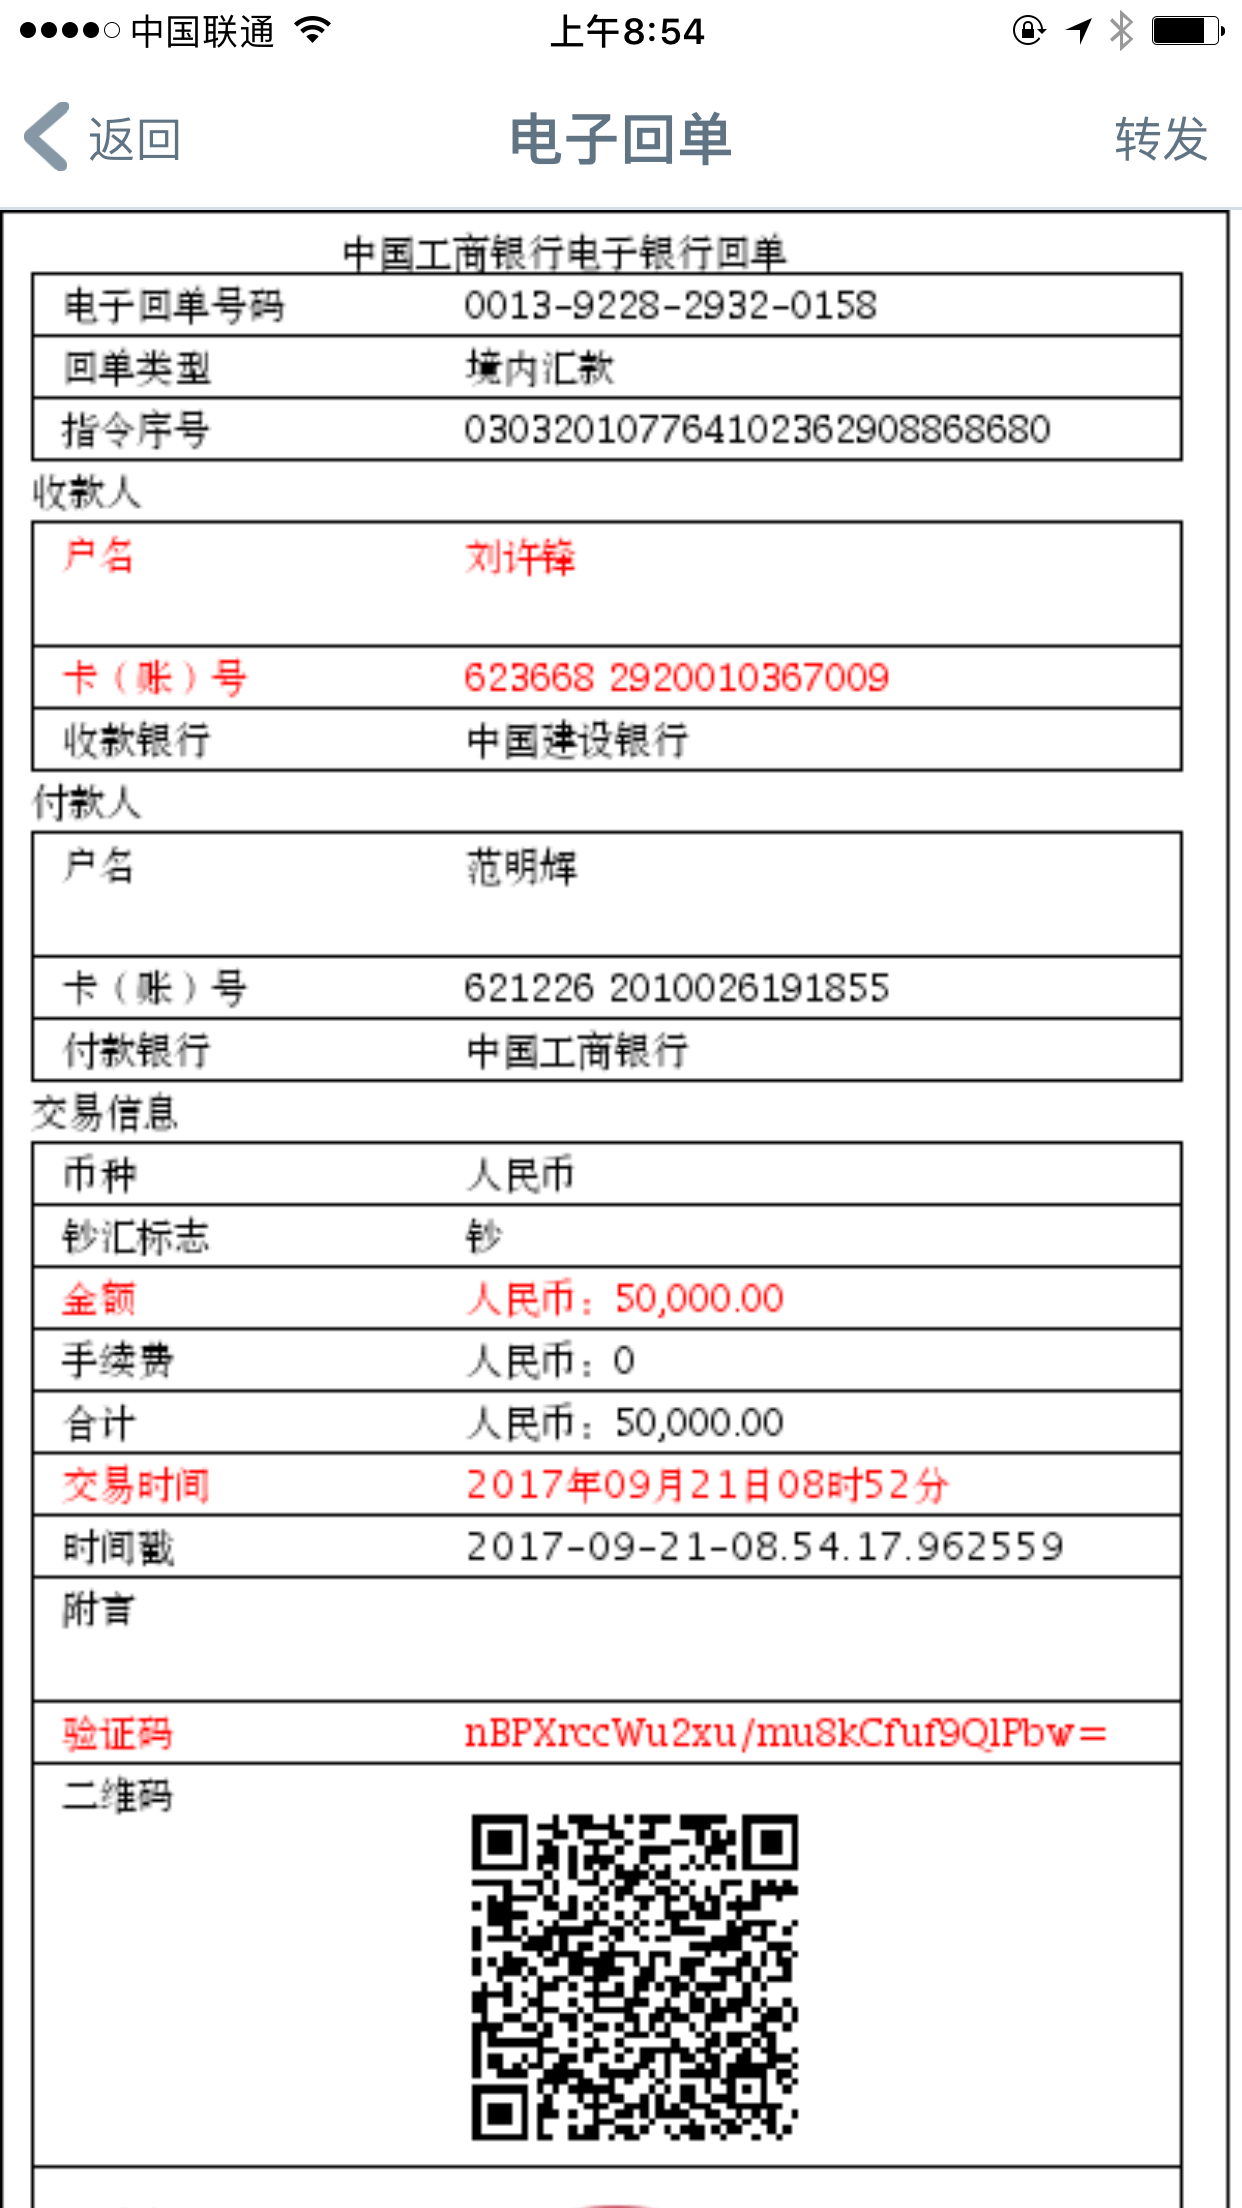 中国联通 上午8:54
返回 电子回单 转发
中国工商银行电子银行回单
电子回单号码 0013-9228-2932-0158
回单类型 境内汇款
指令序号 03032010776410236290886868​0
收款人
户名 刘许锋
卡（账）号 623668 2920010367009
收款银行 中国建设银行
付款人
户名 范明辉
卡（账）号 621226 2010026191855
付款银行 中国工商银行
交易信息
币种 人民币
钞汇标志 钞
金额 人民币：50,000.00
手续费 人民币：0
合计 人民币：50,000.00
交易时间 2017年09月21日08时52分
时间戳 2017-09-21-08.54.17.962559
附言
验证码 nBPXrccWu2xu/mu8kCfuf9QlPbw=
二维码